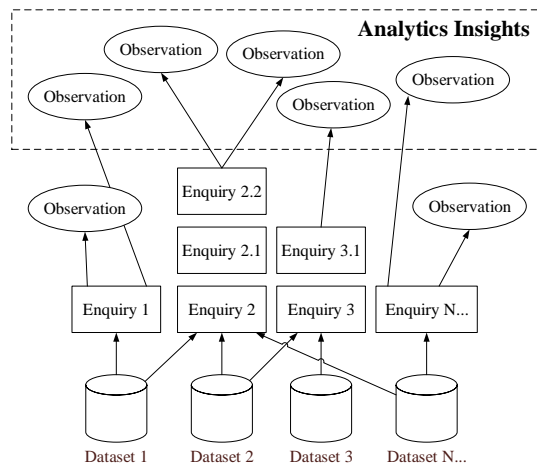 Analytics Insights
Observation
Observation
Observation
Observation
Observation
Enquiry 2.2
Observation
Observation
Enquiry 2.1
Enquiry 3.1
Enquiry 1
Enquiry 2
Enquiry 3
Enquiry N...
Dataset 1
Dataset 2
Dataset 3
Dataset N...